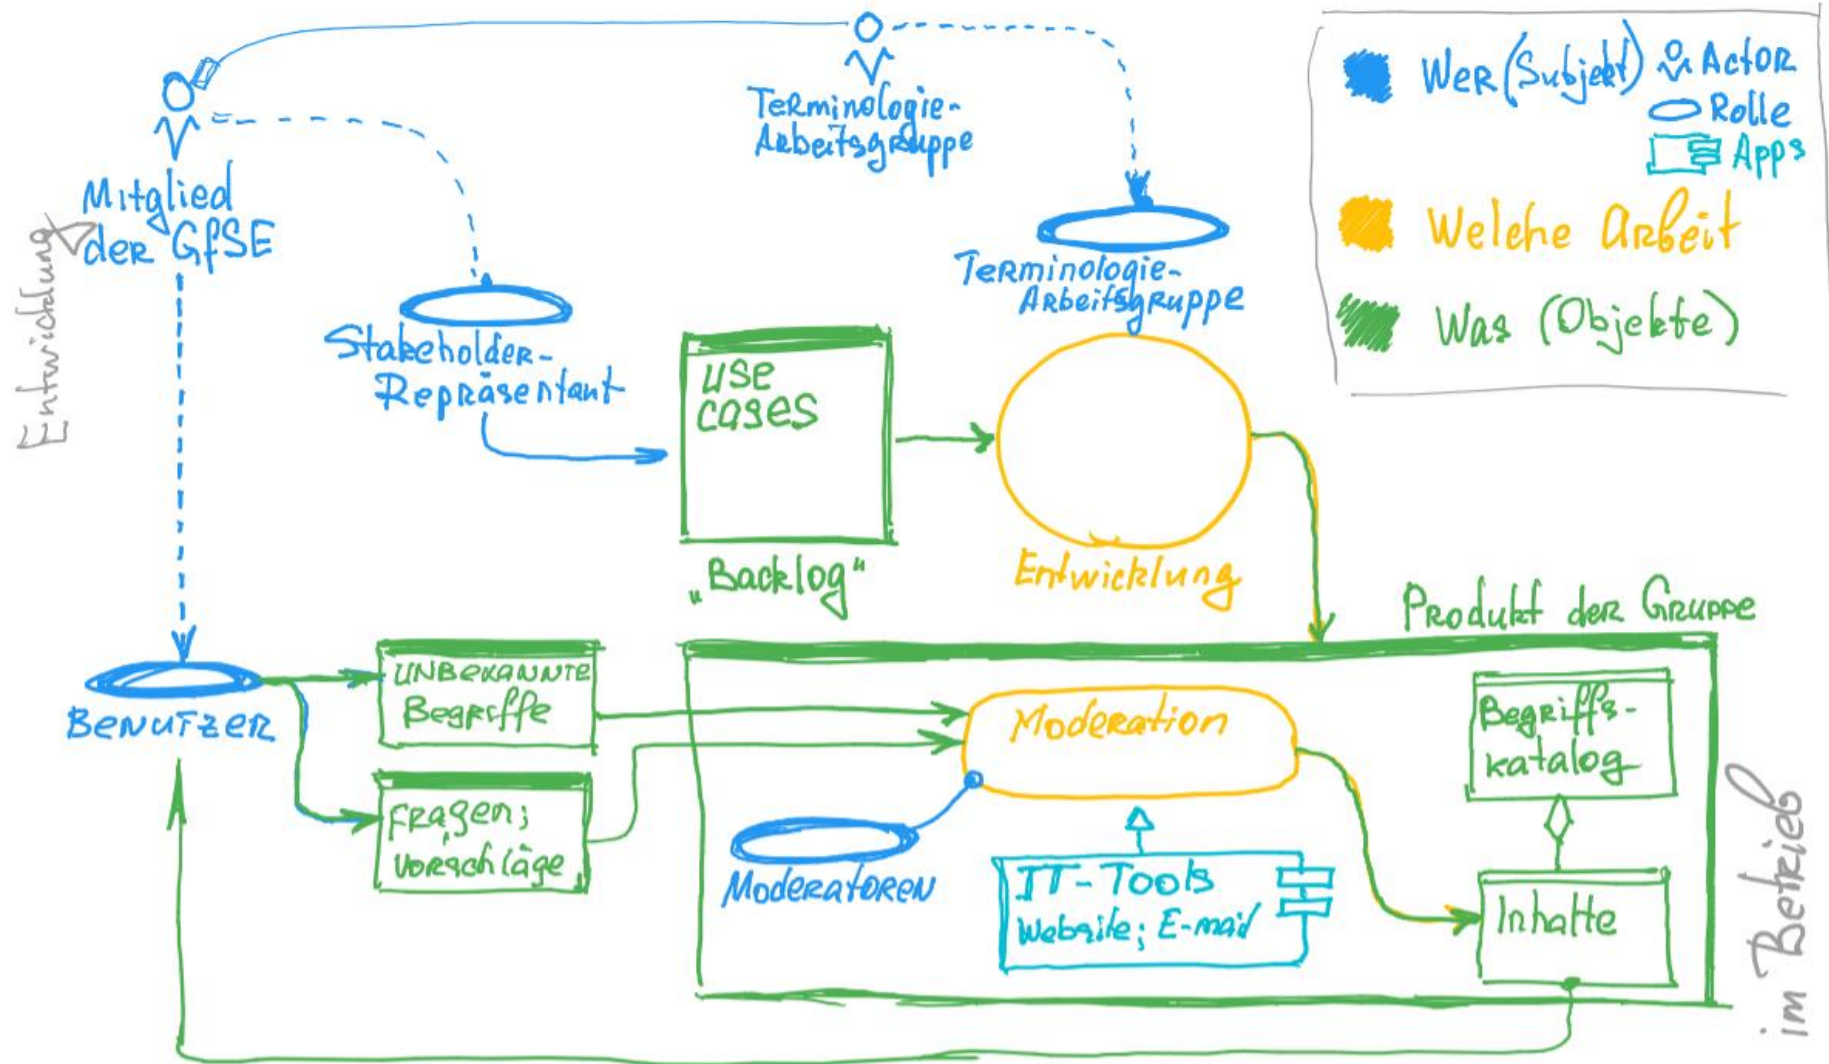 Terminologie-
Arbeitsgruppe
Wer (Subjekt)
Actor
Rolle
Apps
Welche Arbeit
Was (Objekte)
Mitglied
der GfSE
Entwicklung
Stakeholder-
Repräsentant
Terminologie-
Arbeitsgruppe
use
cases
„Backlog“
Entwicklung
Produkt der Gruppe
Benutzer
Unbekannte
Begriffe
Fragen;
Vorschläge
Moderation
Moderatoren
IT-Tools
Website; E-mail
Begriffs-
katalog
Inhalte
im Betrieb